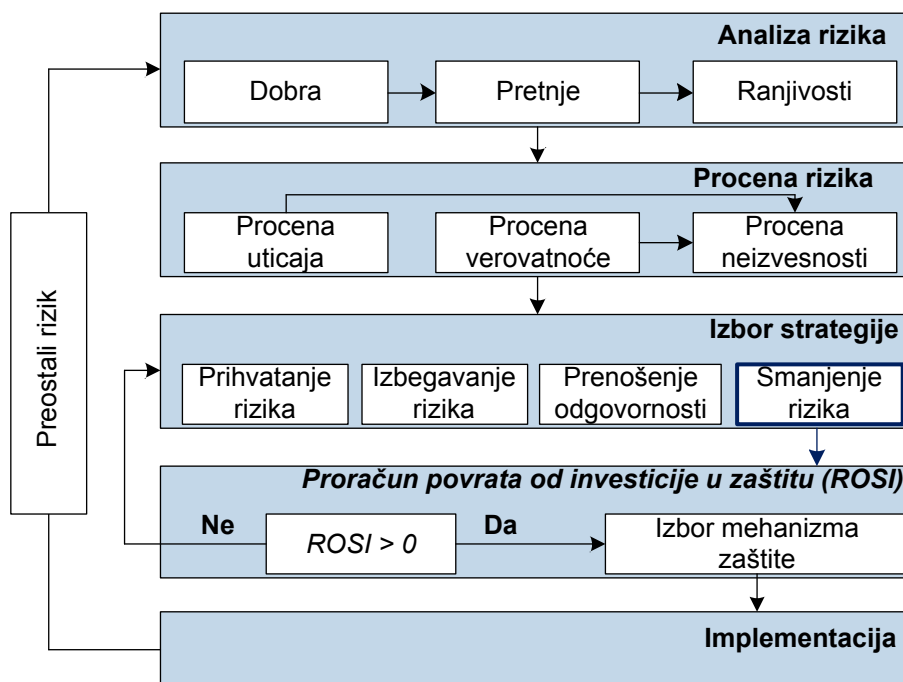 Analiza rizika
Dobra
Pretnje
Ranjivosti
Procena rizika
Procena
uticaja
Procena
verovatnoće
Procena
neizvesnosti
Preostali rizik
Izbor strategije
Prihvatanje
rizika
Izbegavanje
rizika
Prenošenje
odgovornosti
Smanjenje
rizika
Proračun povrata od investicije u zaštitu (ROSI)
Ne
ROSI > 0
Da
Izbor mehanizma
zaštite
Implementacija